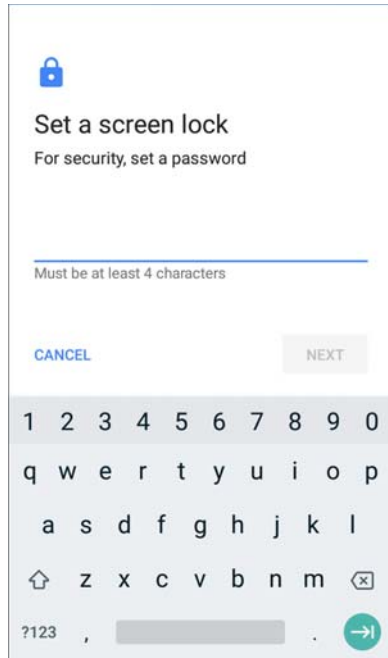 Set a screen lock
For security, set a password
Must be at least 4 characters
CANCEL NEXT
1 2 3 4 5 6 7 8 9 0
q w e r t y u i o p
a s d f g h j k l
z x c v b n m
?123 , .